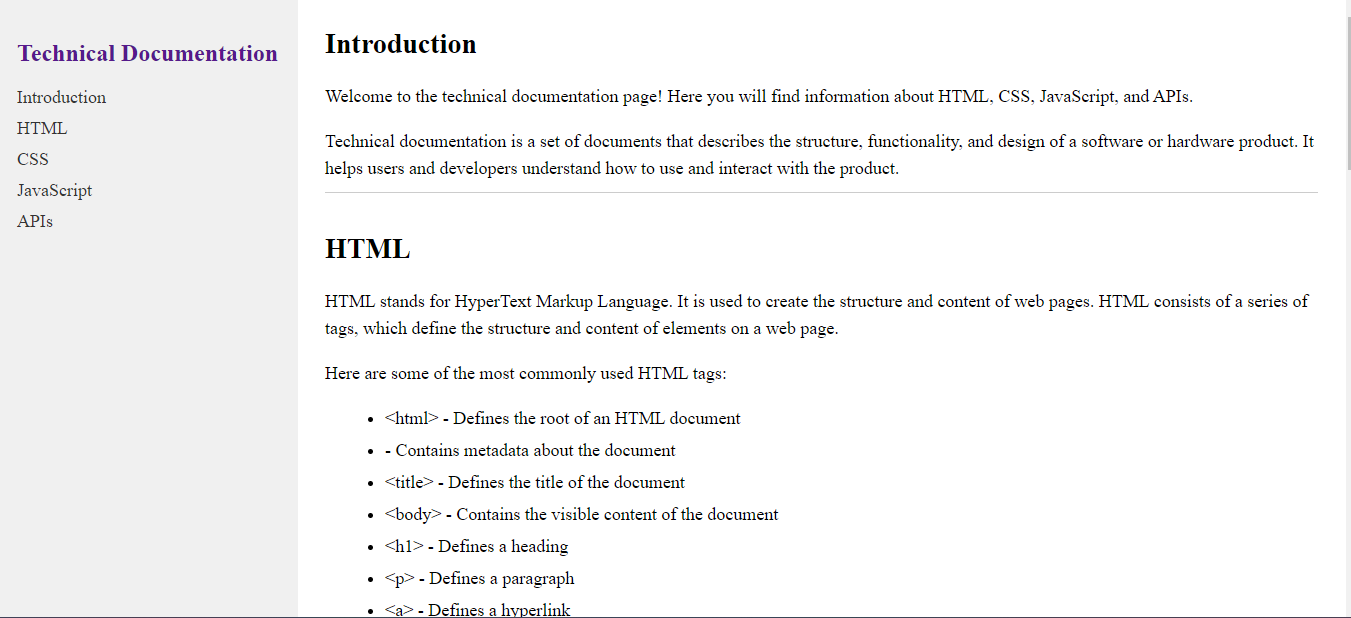 Technical Documentation
Introduction
HTML
CSS
JavaScript
APIs
Introduction
Welcome to the technical documentation page! Here you will find information about HTML, CSS, JavaScript, and APIs.
Technical documentation is a set of documents that describes the structure, functionality, and design of a software or hardware product. It
helps users and developers understand how to use and interact with the product.
HTML
HTML stands for HyperText Markup Language. It is used to create the structure and content of web pages. HTML consists of a series of
tags, which define the structure and content of elements on a web page.
Here are some of the most commonly used HTML tags:
• <html> - Defines the root of an HTML document
• - Contains metadata about the document
• <title> - Defines the title of the document
• <body> - Contains the visible content of the document
• <h1> - Defines a heading
• <p> - Defines a paragraph
• <a> - Defines a hyperlink